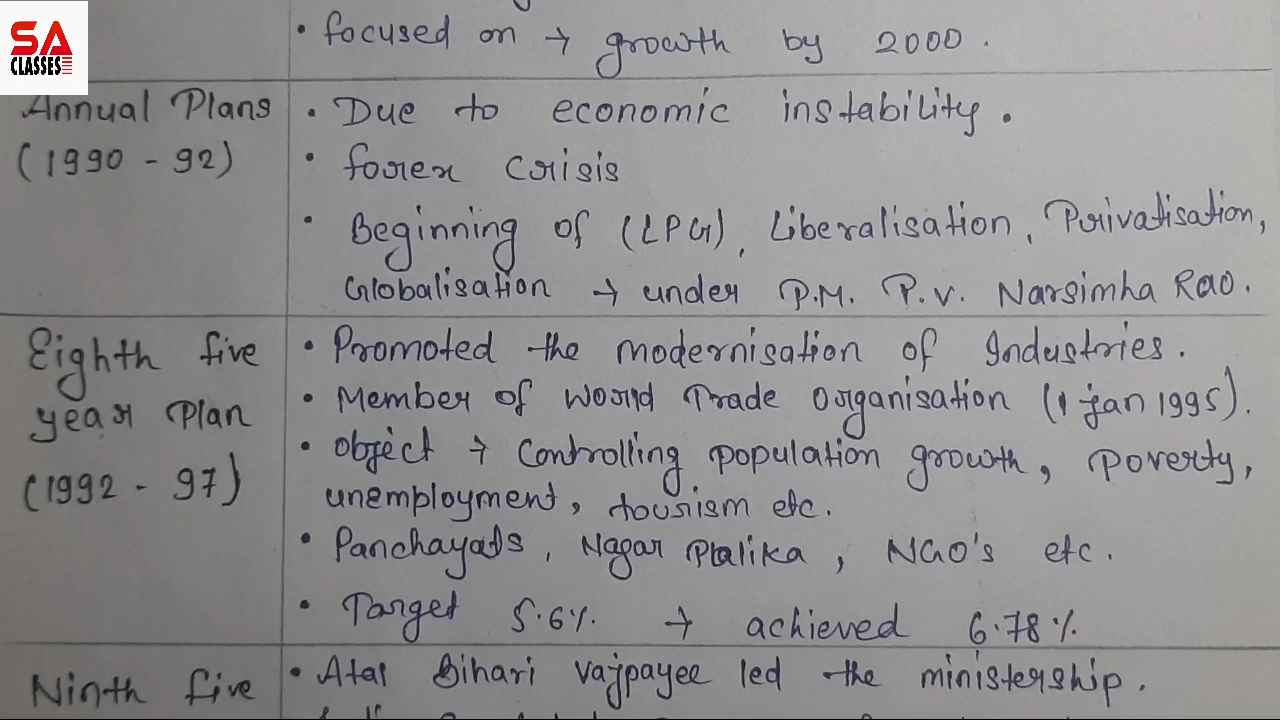 SA
CLASSES
• focused on → growth by 2000.
Annual Plans
(1990 - 92)
• Due to economic instability.
• forex crisis
• Beginning of (LPG), Liberalisation, Privatisation,
Globalisation → under P.M. P.V. Narsimha Rao.
Eighth five
year Plan
(1992 - 97)
• Promoted the modernisation of Industries.
• Member of World Trade Organisation (1 Jan 1995).
• Object → Controlling population growth, poverty,
unemployment, tourism etc.
• Panchayats, Nagar Palika, NGO's etc.
• Target 5.6% → achieved 6.78%
Ninth five
• Atal Bihari Vajpayee led the ministership.